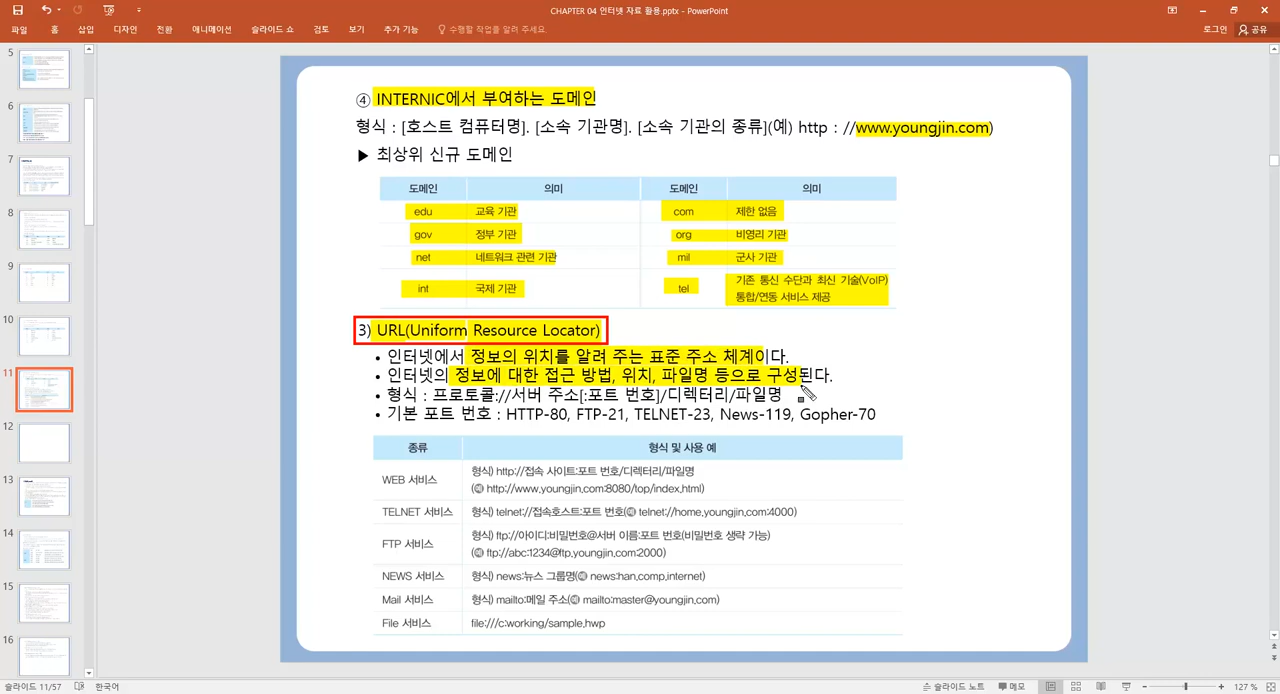 CHAPTER 04 인터넷 자료 활용.pptx - PowerPoint
파일 홈 삽입 디자인 전환 애니메이션 슬라이드 쇼 검토 보기 추가 기능 수행할 작업을 알려 주세요. 로그인 공유
5
6
7
8
9
10
11
12
13
14
15
16
④ INTERNIC에서 부여하는 도메인
형식 : [호스트 컴퓨터명]. [소속 기관명]. [소속 기관의 종류](예) http : //www.youngjin.com)
▶ 최상위 신규 도메인
도메인 의미 도메인 의미
edu 교육 기관 com 제한 없음
gov 정부 기관 org 비영리 기관
net 네트워크 관련 기관 mil 군사 기관
int 국제 기관 tel 기존 통신 수단과 최신 기술(VoIP)
통합/연동 서비스 제공
3) URL(Uniform Resource Locator)
• 인터넷에서 정보의 위치를 알려 주는 표준 주소 체계이다.
• 인터넷의 정보에 대한 접근 방법, 위치, 파일명 등으로 구성된다.
• 형식 : 프로토콜://서버 주소[:포트 번호]/디렉터리/파일명
• 기본 포트 번호 : HTTP-80, FTP-21, TELNET-23, News-119, Gopher-70
종류 형식 및 사용 예
WEB 서비스 형식) http://접속 사이트:포트 번호/디렉터리/파일명
(예 http://www.youngjin.com:8080/top/index.html)
TELNET 서비스 형식) telnet://접속호스트:포트 번호(예 telnet://home.youngjin.com:4000)
FTP 서비스 형식) ftp://아이디:비밀번호@서버 이름:포트 번호(비밀번호 생략 가능)
(예 ftp://abc:1234@ftp.youngjin.com:2000)
NEWS 서비스 형식) news:뉴스 그룹명(예 news:han.comp.internet)
Mail 서비스 형식) mailto:메일 주소(예 mailto:master@youngjin.com)
File 서비스 file:///c:working/sample.hwp
슬라이드 11/57 한국어 슬라이드 노트 메모 127 %